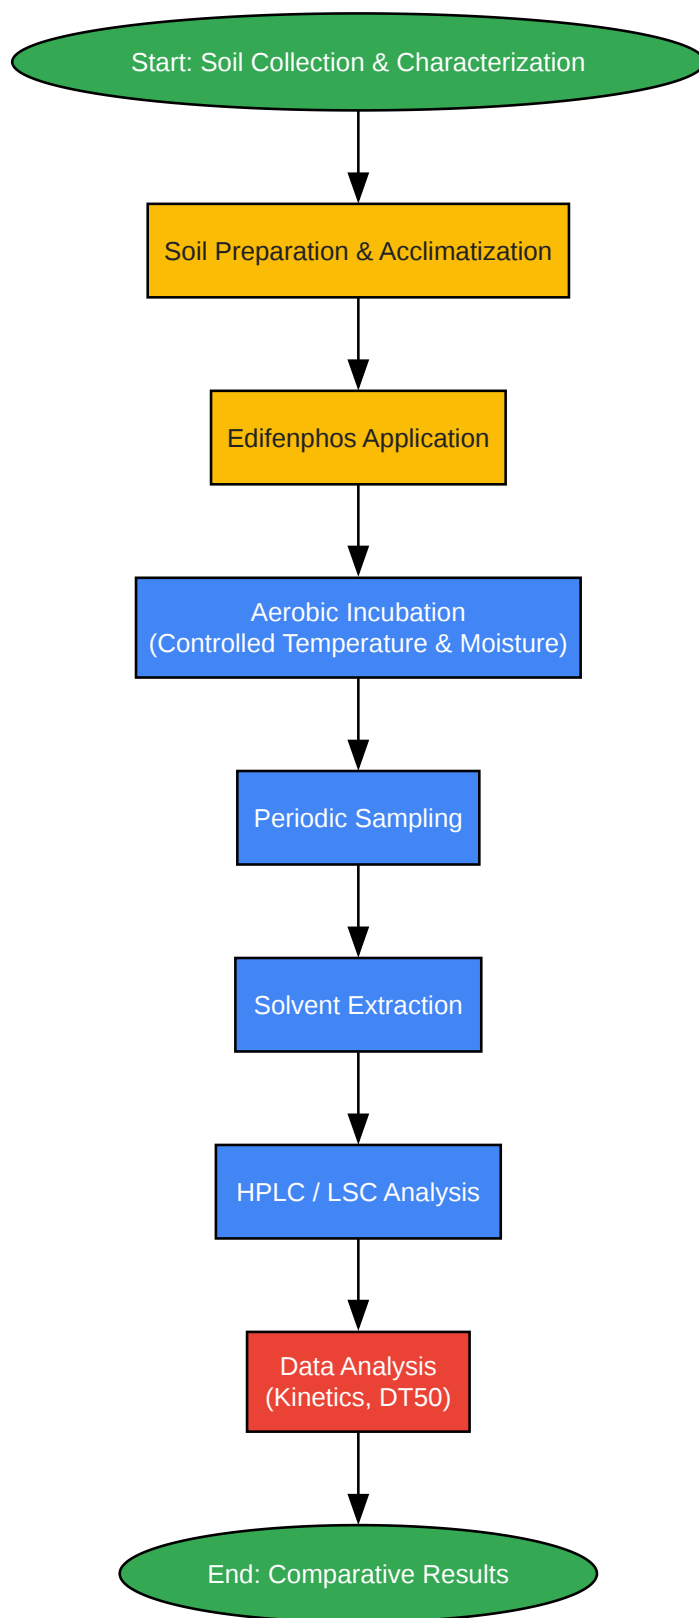 Start: Soil Collection & Characterization
Soil Preparation & Acclimatization
Edifenphos Application
Aerobic Incubation
(Controlled Temperature & Moisture)
Periodic Sampling
Solvent Extraction
HPLC / LSC Analysis
Data Analysis
(Kinetics, DT50)
End: Comparative Results